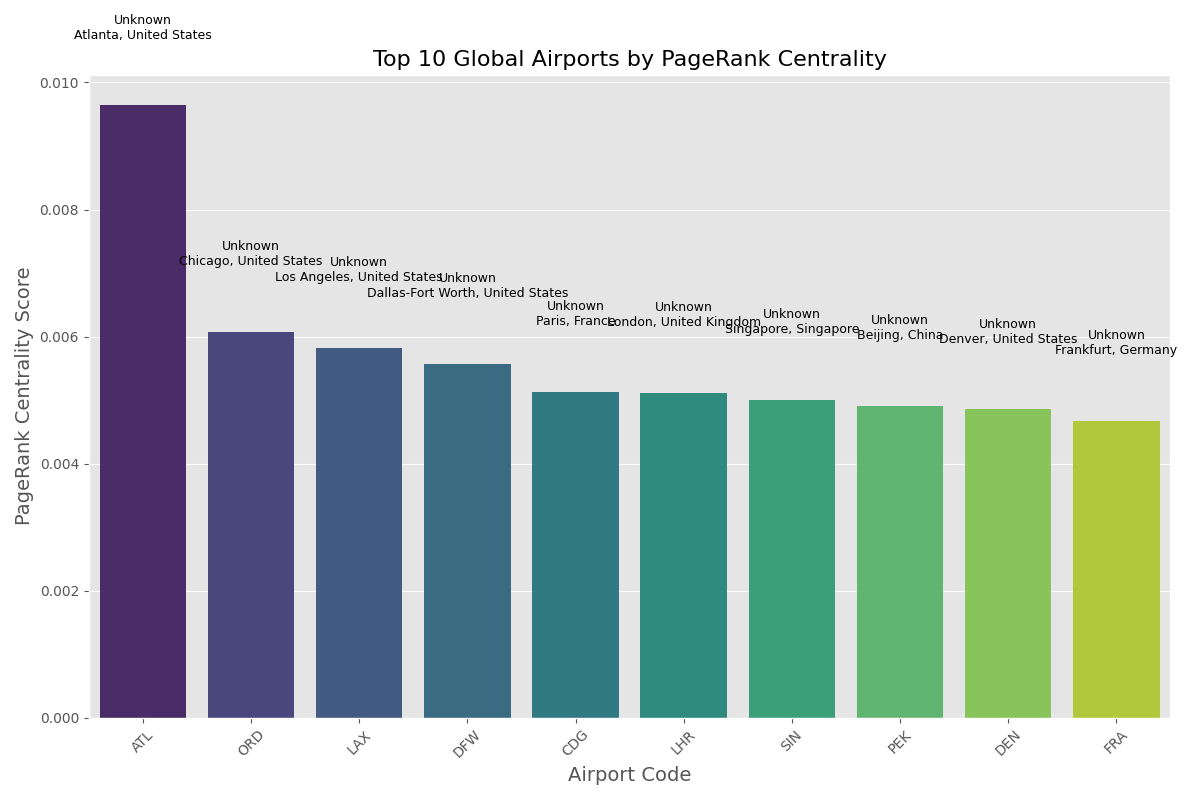 Unknown
Atlanta, United States
Top 10 Global Airports by PageRank Centrality
Unknown
Chicago, United States
Unknown
Los Angeles, United States
Unknown
Dallas-Fort Worth, United States
Unknown
Paris, France
Unknown
London, United Kingdom
Unknown
Singapore, Singapore
Unknown
Beijing, China
Unknown
Denver, United States
Unknown
Frankfurt, Germany
PageRank Centrality Score
0.010
0.008
0.006
0.004
0.002
0.000
ATL
ORD
LAX
DFW
CDG
LHR
SIN
PEK
DEN
FRA
Airport Code